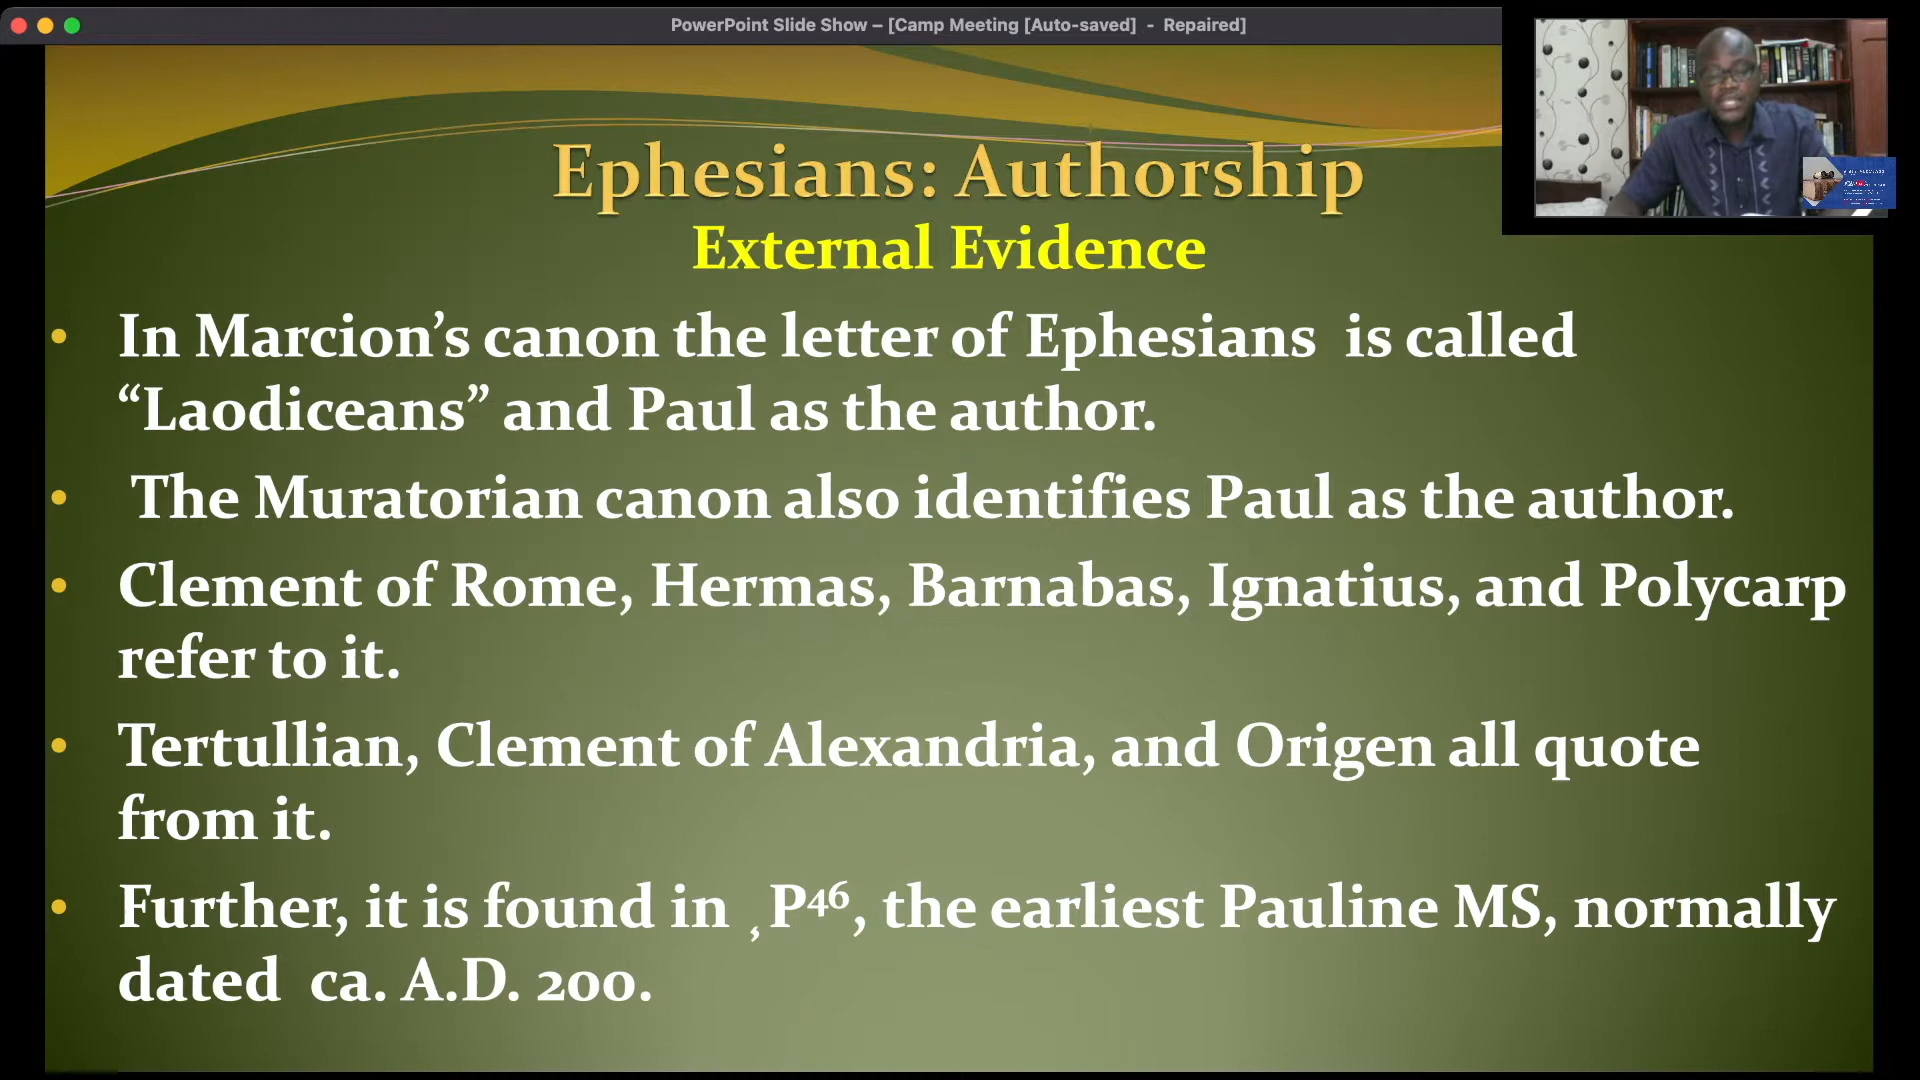 PowerPoint Slide Show – [Camp Meeting [Auto-saved]  -  Repaired]
Ephesians: Authorship
External Evidence
• In Marcion’s canon the letter of Ephesians  is called
“Laodiceans” and Paul as the author.
•  The Muratorian canon also identifies Paul as the author.
• Clement of Rome, Hermas, Barnabas, Ignatius, and Polycarp
refer to it.
• Tertullian, Clement of Alexandria, and Origen all quote
from it.
• Further, it is found in ¸P⁴⁶, the earliest Pauline MS, normally
dated  ca. A.D. 200.